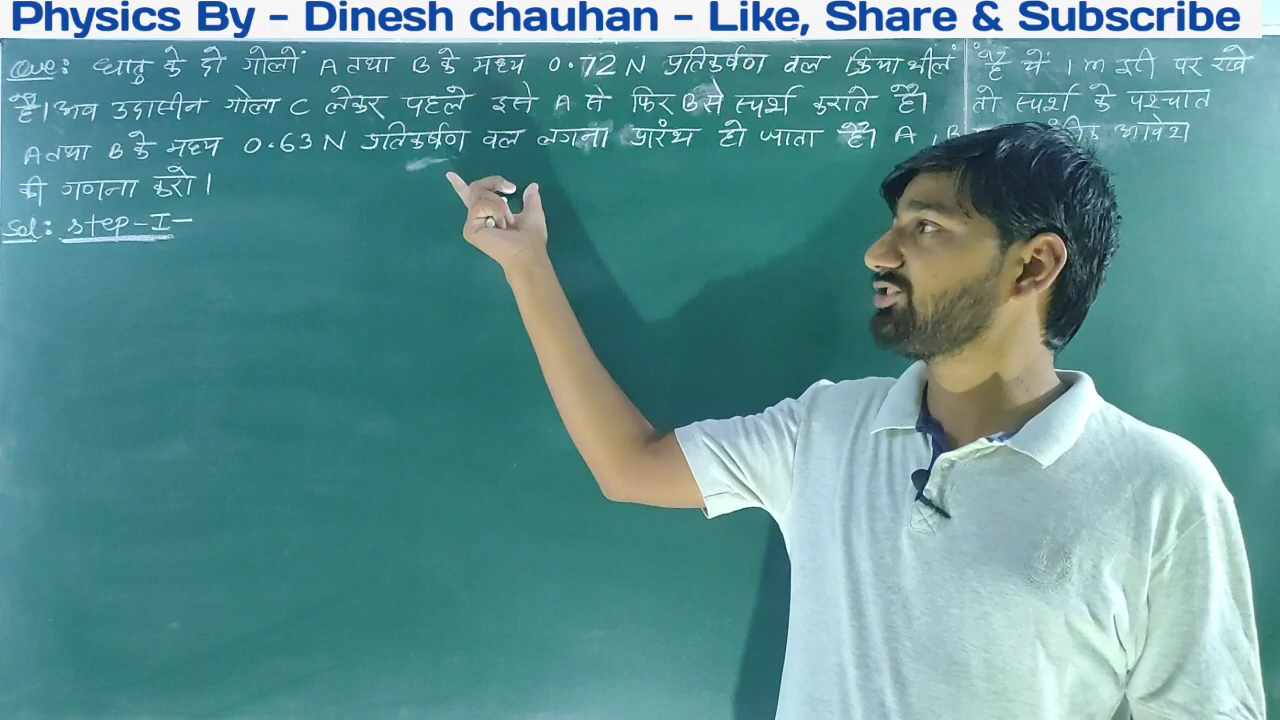 Physics By - Dinesh chauhan - Like, Share & Subscribe
Que: धातु के दो गोलों A तथा B के मध्य 0.72 N प्रतिकर्षण बल क्रियाशील है में 1 m दूरी पर रखे
है। अब उदासीन गोला C लेकर पहले इसे A से फिर B से स्पर्श कराते है। तो स्पर्श के पश्चात
A तथा B के मध्य 0.63 N प्रतिकर्षण बल लगना प्रारंभ हो जाता है। A , B आवेश
की गणना करो।
Sol: step-I-